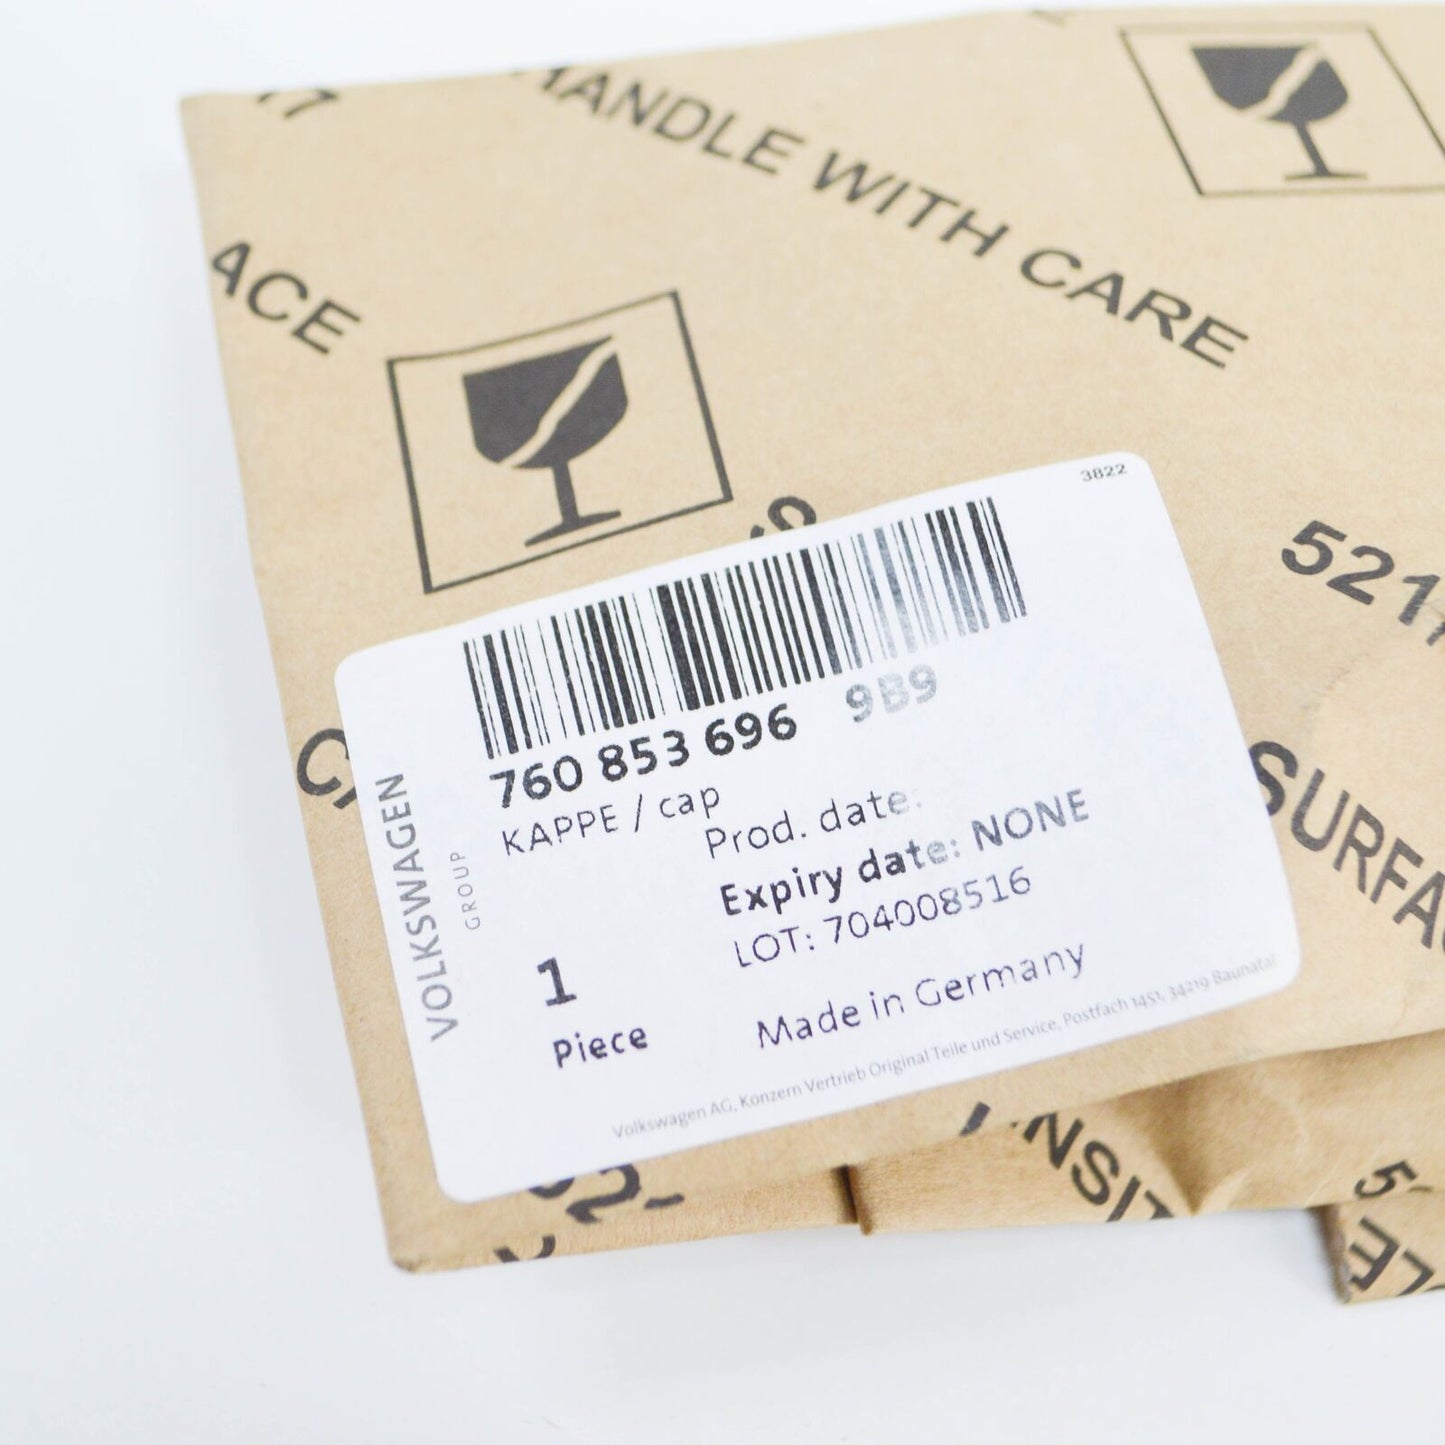 HANDLE WITH CARE
ACE
521
3822
760 853 696 9B9
KAPPE / cap
Prod. date:
Expiry date: NONE
LOT: 704008516
1
Piece
Made in Germany
VOLKSWAGEN
GROUP
Volkswagen AG, Konzern Vertrieb Original Teile und Service, Postfach 1451, 34219 Baunatal
SURFA
NSIT